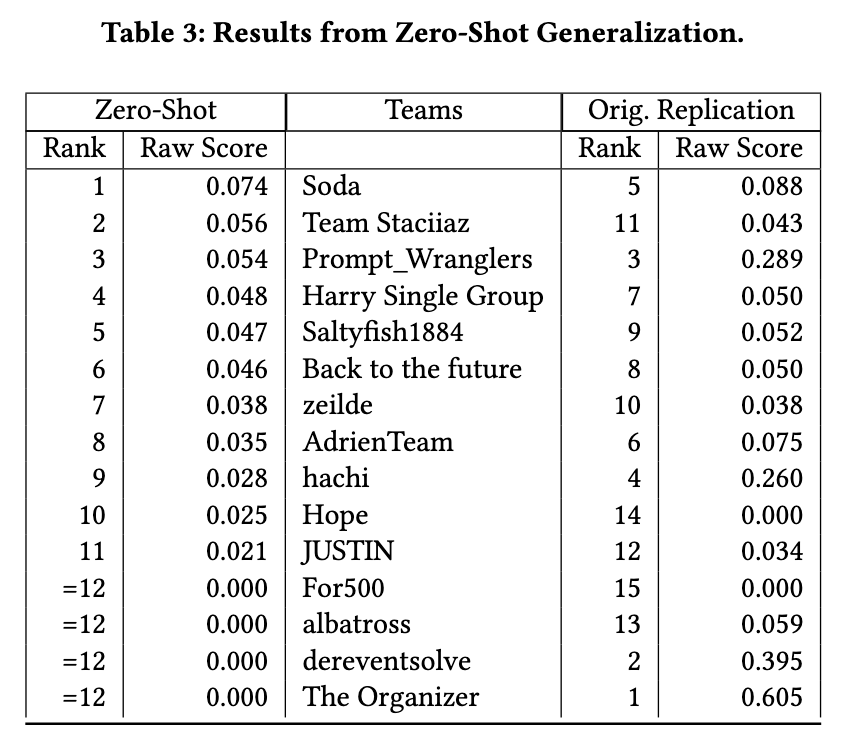 Table 3: Results from Zero-Shot Generalization.
Zero-Shot Teams Orig. Replication
Rank Raw Score Rank Raw Score
1 0.074 Soda 5 0.088
2 0.056 Team Staciiaz 11 0.043
3 0.054 Prompt_Wranglers 3 0.289
4 0.048 Harry Single Group 7 0.050
5 0.047 Saltyfish1884 9 0.052
6 0.046 Back to the future 8 0.050
7 0.038 zeilde 10 0.038
8 0.035 AdrienTeam 6 0.075
9 0.028 hachi 4 0.260
10 0.025 Hope 14 0.000
11 0.021 JUSTIN 12 0.034
=12 0.000 For500 15 0.000
=12 0.000 albatross 13 0.059
=12 0.000 dereventsolve 2 0.395
=12 0.000 The Organizer 1 0.605